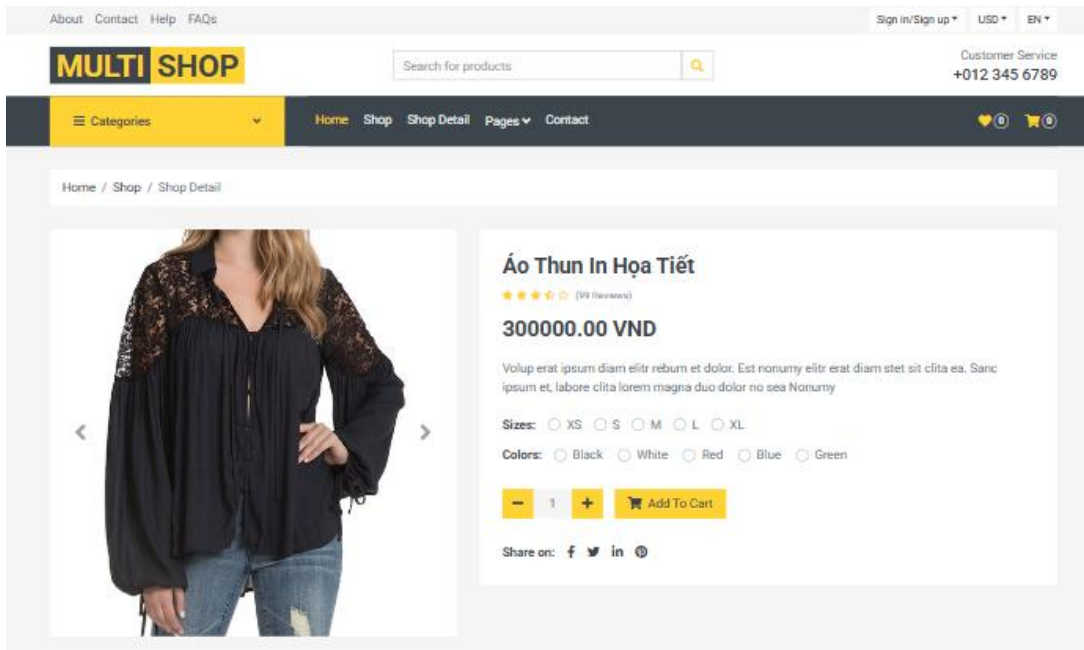 About Contact Help FAQs
Sign in/Sign up USD EN
MULTI SHOP
Search for products
Customer Service
+012 345 6789
Categories
Home Shop Shop Detail Pages Contact
0 0
Home / Shop / Shop Detail
Áo Thun In Họa Tiết
(99 Reviews)
300000.00 VND
Volup erat ipsum diam elitr rebum et dolor. Est nonumy elitr erat diam stet sit clita ea. Sanc
ipsum et, labore clita lorem magna duo dolor no sea Nonumy
Sizes: XS S M L XL
Colors: Black White Red Blue Green
- 1 + Add To Cart
Share on: